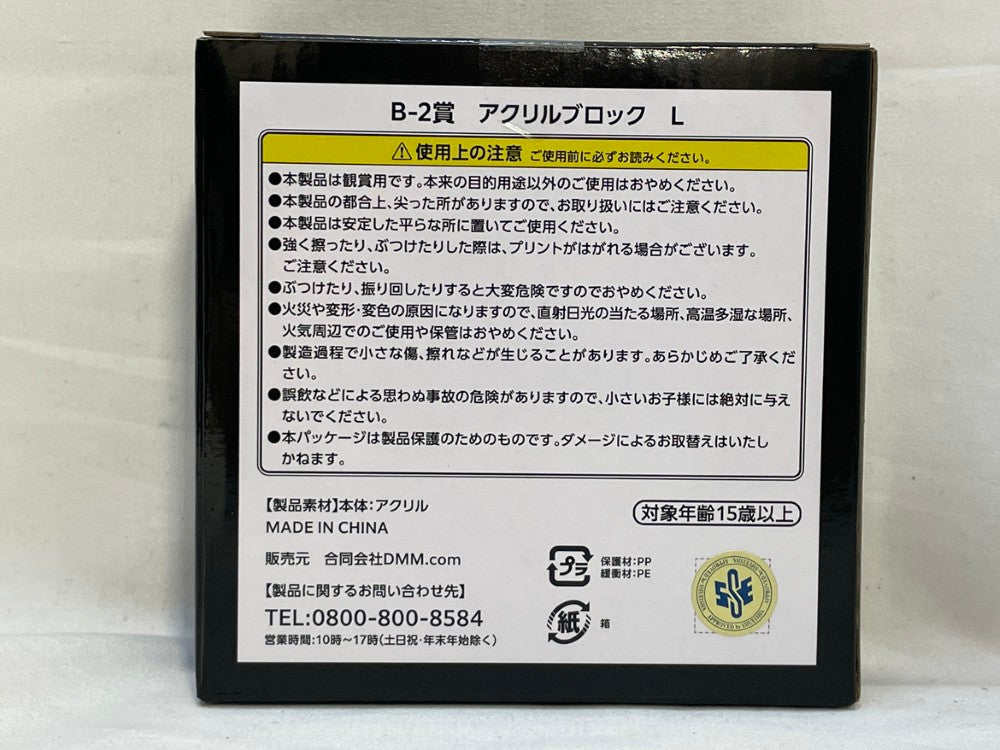 B-2賞　アクリルブロック　L
⚠使用上の注意 ご使用前に必ずお読みください。
●本製品は観賞用です。本来の目的用途以外のご使用はおやめください。
●本製品の都合上、尖った所がありますので、お取り扱いにはご注意ください。
●本製品は安定した平らな所に置いてご使用ください。
●強く擦ったり、ぶつけたりした際は、プリントがはがれる場合がございます。
ご注意ください。
●ぶつけたり、振り回したりすると大変危険ですのでおやめください。
●火災や変形・変色の原因になりますので、直射日光の当たる場所、高温多湿な場所、
火気周辺でのご使用や保管はおやめください。
●製造過程で小さな傷、擦れなどが生じることがあります。あらかじめご了承くだ
さい。
●誤飲などによる思わぬ事故の危険がありますので、小さいお子様には絶対に与え
ないでください。
●本パッケージは製品保護のためのものです。ダメージによるお取替えはいたし
かねます。
【製品素材】本体：アクリル
MADE IN CHINA
対象年齢15歳以上
販売元　合同会社DMM.com
【製品に関するお問い合わせ先】
TEL:0800-800-8584
営業時間:10時～17時(土日祝・年末年始除く)
プラ
保護材：PP
緩衝材：PE
紙
箱
SSE
APPROVED by SHUEISHA